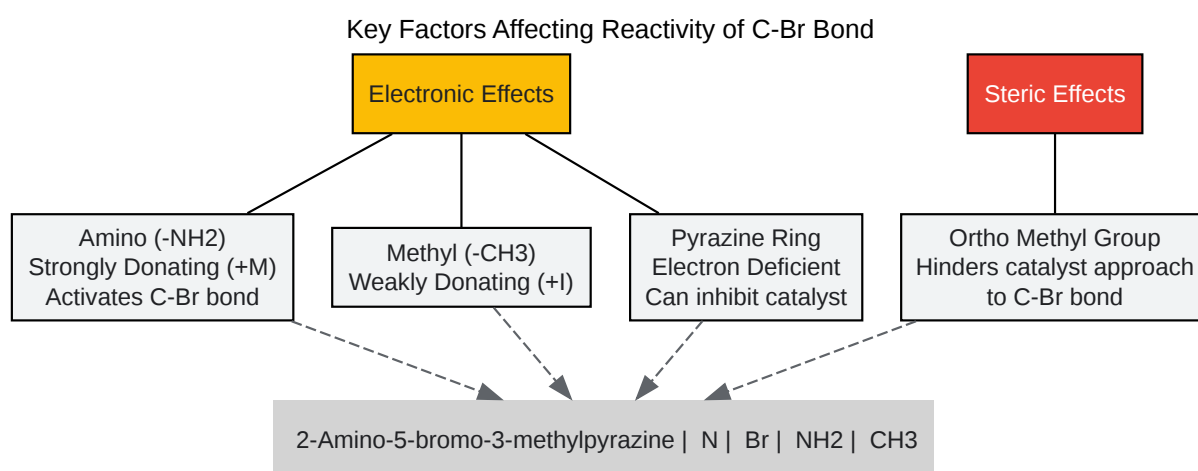 Key Factors Affecting Reactivity of C-Br Bond
Electronic Effects
Steric Effects
Amino (-NH2)
Strongly Donating (+M)
Activates C-Br bond
Methyl (-CH3)
Weakly Donating (+I)
Pyrazine Ring
Electron Deficient
Can inhibit catalyst
Ortho Methyl Group
Hinders catalyst approach
to C-Br bond
2-Amino-5-bromo-3-methylpyrazine | N | Br | NH2 | CH3